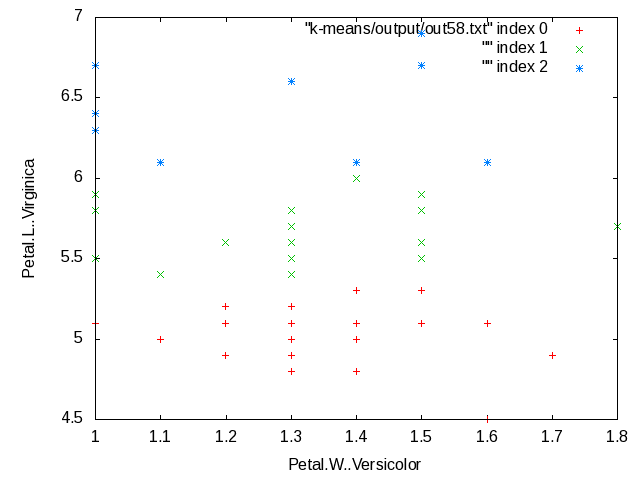 "k-means/output/out58.txt" index 0
"" index 1
"" index 2
7
6.5
6
5.5
5
4.5
Petal.L..Virginica
1 1.1 1.2 1.3 1.4 1.5 1.6 1.7 1.8
Petal.W..Versicolor